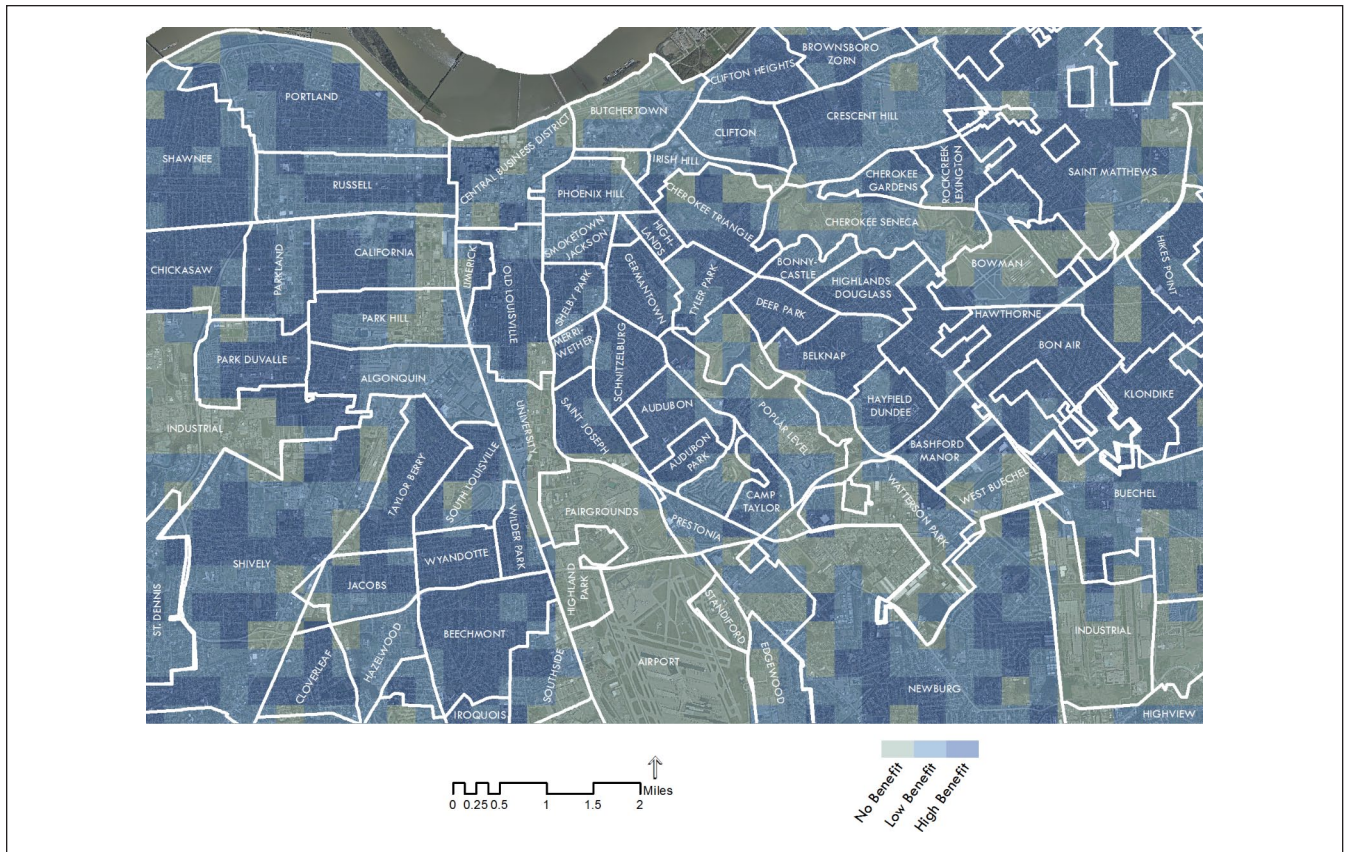 BROWNSBORO
ZORN
CLIFTON HEIGHTS
PORTLAND
BUTCHERTOWN
CRESCENT HILL
CENTRAL BUSINESS DISTRICT
CLIFTON
SHAWNEE
IRISH HILL
RUSSELL
PHOENIX HILL
CHEROKEE
GARDENS
ROCKCREEK
LEXINGTON
SAINT MATTHEWS
CHEROKEE TRIANGLE
CHEROKEE SENECA
SMOKETOWN
JACKSON
HIGH-
LANDS
CALIFORNIA
LIMERICK
PARKLAND
CHICKASAW
OLD LOUISVILLE
GERMANTOWN
BONNY-
CASTLE
HIGHLANDS
DOUGLASS
BOWMAN
HIKES POINT
SHELBY PARK
TYLER PARK
DEER PARK
HAWTHORNE
PARK HILL
MERRI-
WETHER
SCHNITZELBURG
BELKNAP
BON AIR
PARK DUVALLE
ALGONQUIN
KLONDIKE
AUDUBON
HAYFIELD
DUNDEE
INDUSTRIAL
UNIVERSITY
SAINT JOSEPH
POPLAR LEVEL
AUDUBON
PARK
BASHFORD
MANOR
TAYLOR BERRY
SOUTH LOUISVILLE
CAMP
TAYLOR
WATTERSON PARK
WEST BUECHEL
BUECHEL
FAIRGROUNDS
WILDER PARK
PRESTONIA
SHIVELY
WYANDOTTE
JACOBS
HIGHLAND
PARK
ST. DENNIS
STANDIFORD
BEECHMONT
INDUSTRIAL
HAZELWOOD
CLOVERLEAF
AIRPORT
EDGEWOOD
SOUTHSIDE
NEWBURG
IROQUOIS
HIGHVIEW
Miles
0 0.25 0.5 1 1.5 2
No Benefit
Low Benefit
High Benefit